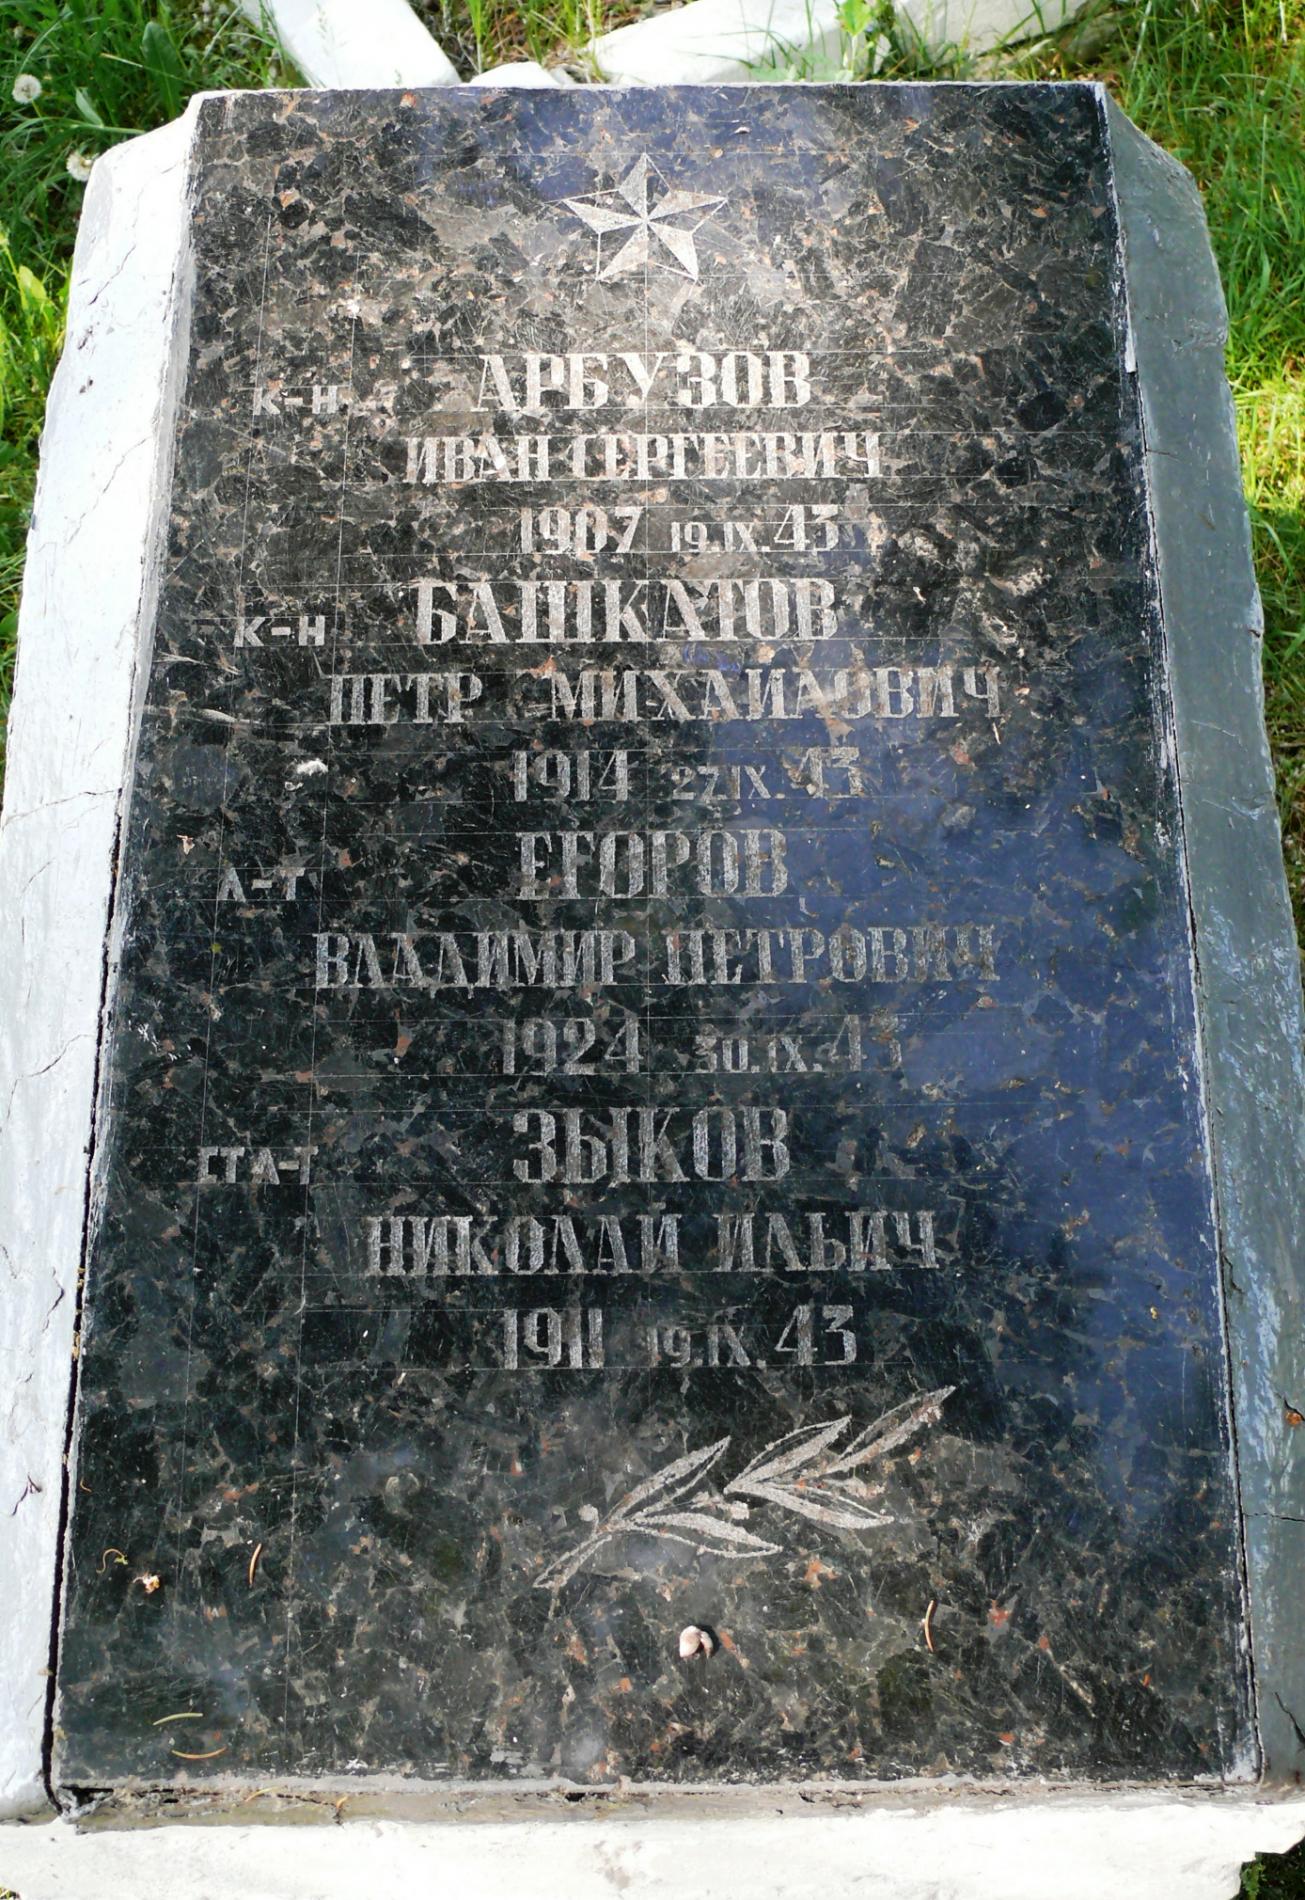 К-Н АРБУЗОВ
ИВАН СЕРГЕЕВИЧ
1907 19.IX.43
К-Н БАШКАТОВ
ПЕТР МИХАЙЛОВИЧ
1914 27.IX.43
Л-Т ЕГОРОВ
ВЛАДИМИР ПЕТРОВИЧ
1924 30.IX.43
СТ Л-Т ЗЫКОВ
НИКОЛАЙ ИЛЬИЧ
1911 19.IX.43